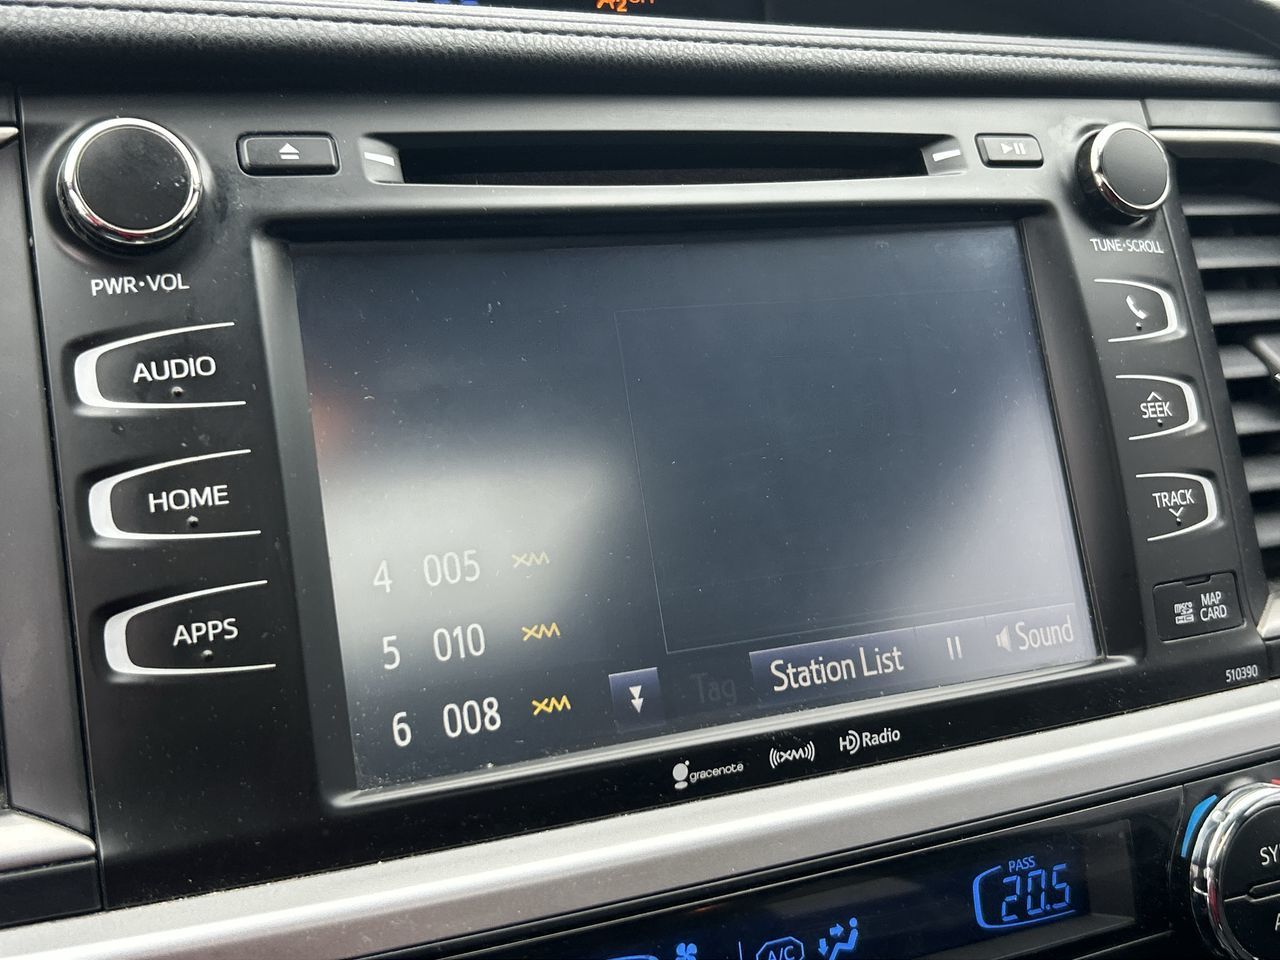 PWR·VOL
AUDIO
HOME
APPS
TUNE·SCROLL
SEEK
TRACK
micro
MAP
CARD
510390
4 005 XM
5 010 XM
6 008 XM
Tag
Station List
Sound
gracenote
((XM))
HD Radio
PASS
20.5
A/C